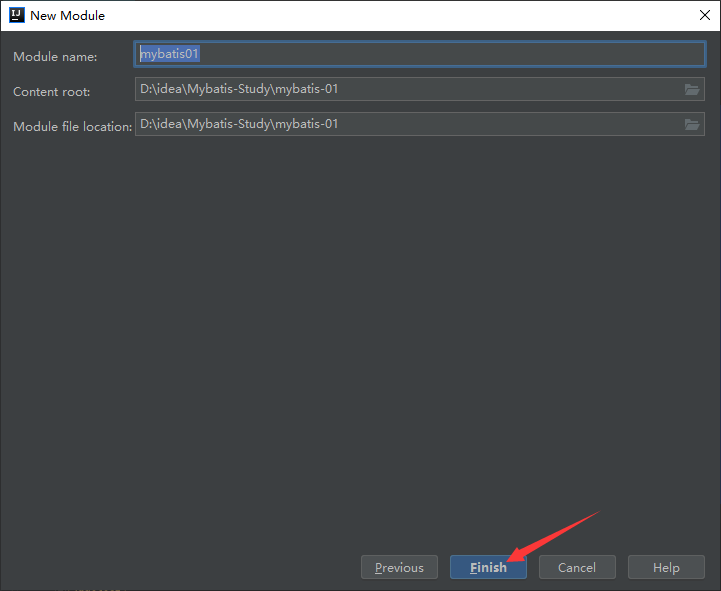 IJ New Module
Module name: mybatis01
Content root: D:\idea\Mybatis-Study\mybatis-01
Module file location: D:\idea\Mybatis-Study\mybatis-01
Previous Finish Cancel Help